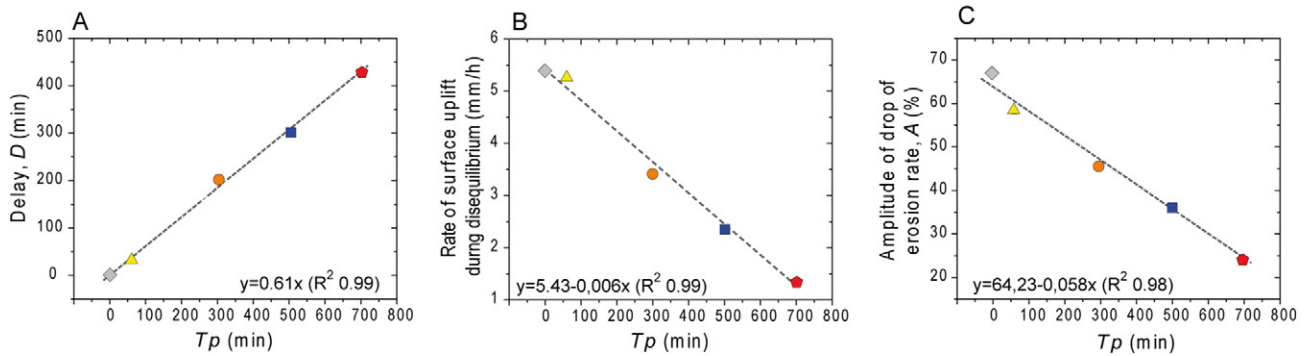 A
Delay, D (min)
500
400
300
200
100
0
y=0.61x (R² 0.99)
0 100 200 300 400 500 600 700 800
Tp (min)
B
Rate of surface uplift
durng disequilibrium (mm/h)
6
5
4
3
2
1
y=5.43-0,006x (R² 0.99)
0 100 200 300 400 500 600 700 800
Tp (min)
C
Amplitude of drop of
erosion rate, A (%)
70
60
50
40
30
20
y=64,23-0,058x (R² 0.98)
0 100 200 300 400 500 600 700 800
Tp (min)